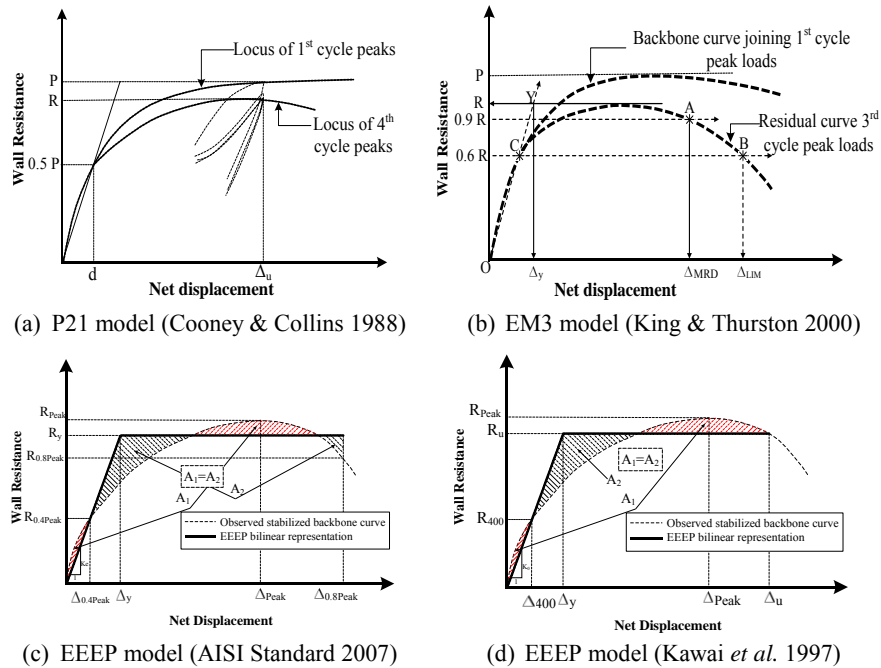 Wall Resistance
P
R
0.5 P
Locus of 1st cycle peaks
Locus of 4th
cycle peaks
d
Δu
Net displacement
(a) P21 model (Cooney & Collins 1988)
Wall Resistance
P
R
0.9 R
0.6 R
O
Backbone curve joining 1st cycle
peak loads
Y
A
C
B
Residual curve 3rd
cycle peak loads
Δy
ΔMRD
ΔLIM
Net displacement
(b) EM3 model (King & Thurston 2000)
Wall Resistance
RPeak
Ry
R0.8Peak
R0.4Peak
A1=A2
A1
A2
Observed stabilized backbone curve
EEEP bilinear representation
Δ0.4Peak
Δy
ΔPeak
Δ0.8Peak
Net Displacement
(c) EEEP model (AISI Standard 2007)
Wall Resistance
RPeak
Ru
R400
A1=A2
A2
A1
Observed stabilized backbone curve
EEEP bilinear representation
Δ400
Δy
ΔPeak
Δu
Net Displacement
(d) EEEP model (Kawai et al. 1997)